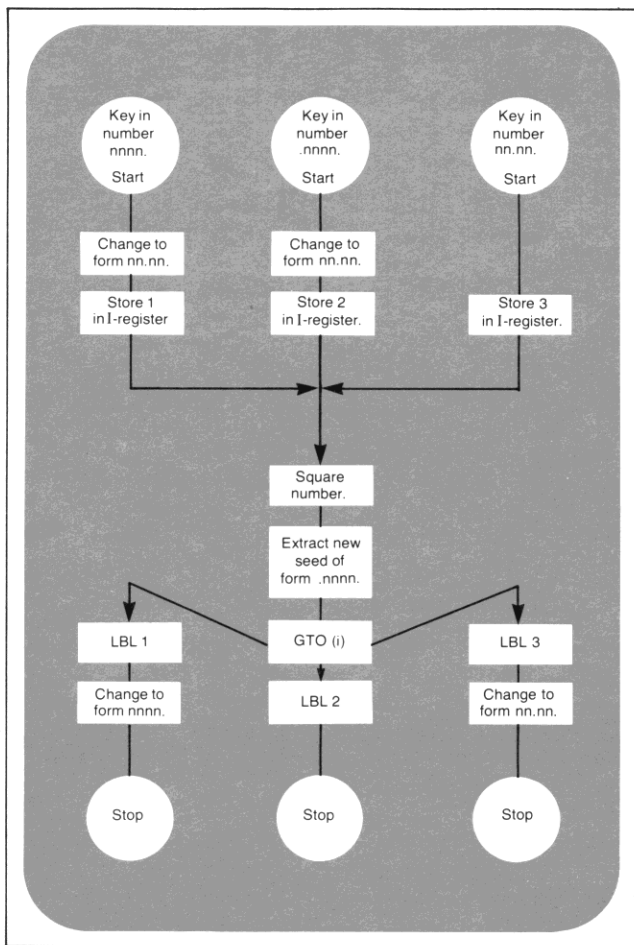 Key in
number
nnnn.
Start
Key in
number
.nnnn.
Start
Key in
number
nn.nn.
Start
Change to
form nn.nn.
Change to
form nn.nn.
Store 1
in I-register
Store 2
in I-register.
Store 3
in I-register.
Square
number.
Extract new
seed of
form .nnnn.
LBL 1
GTO (i)
LBL 3
Change to
form nnnn.
LBL 2
Change to
form nn.nn.
Stop
Stop
Stop